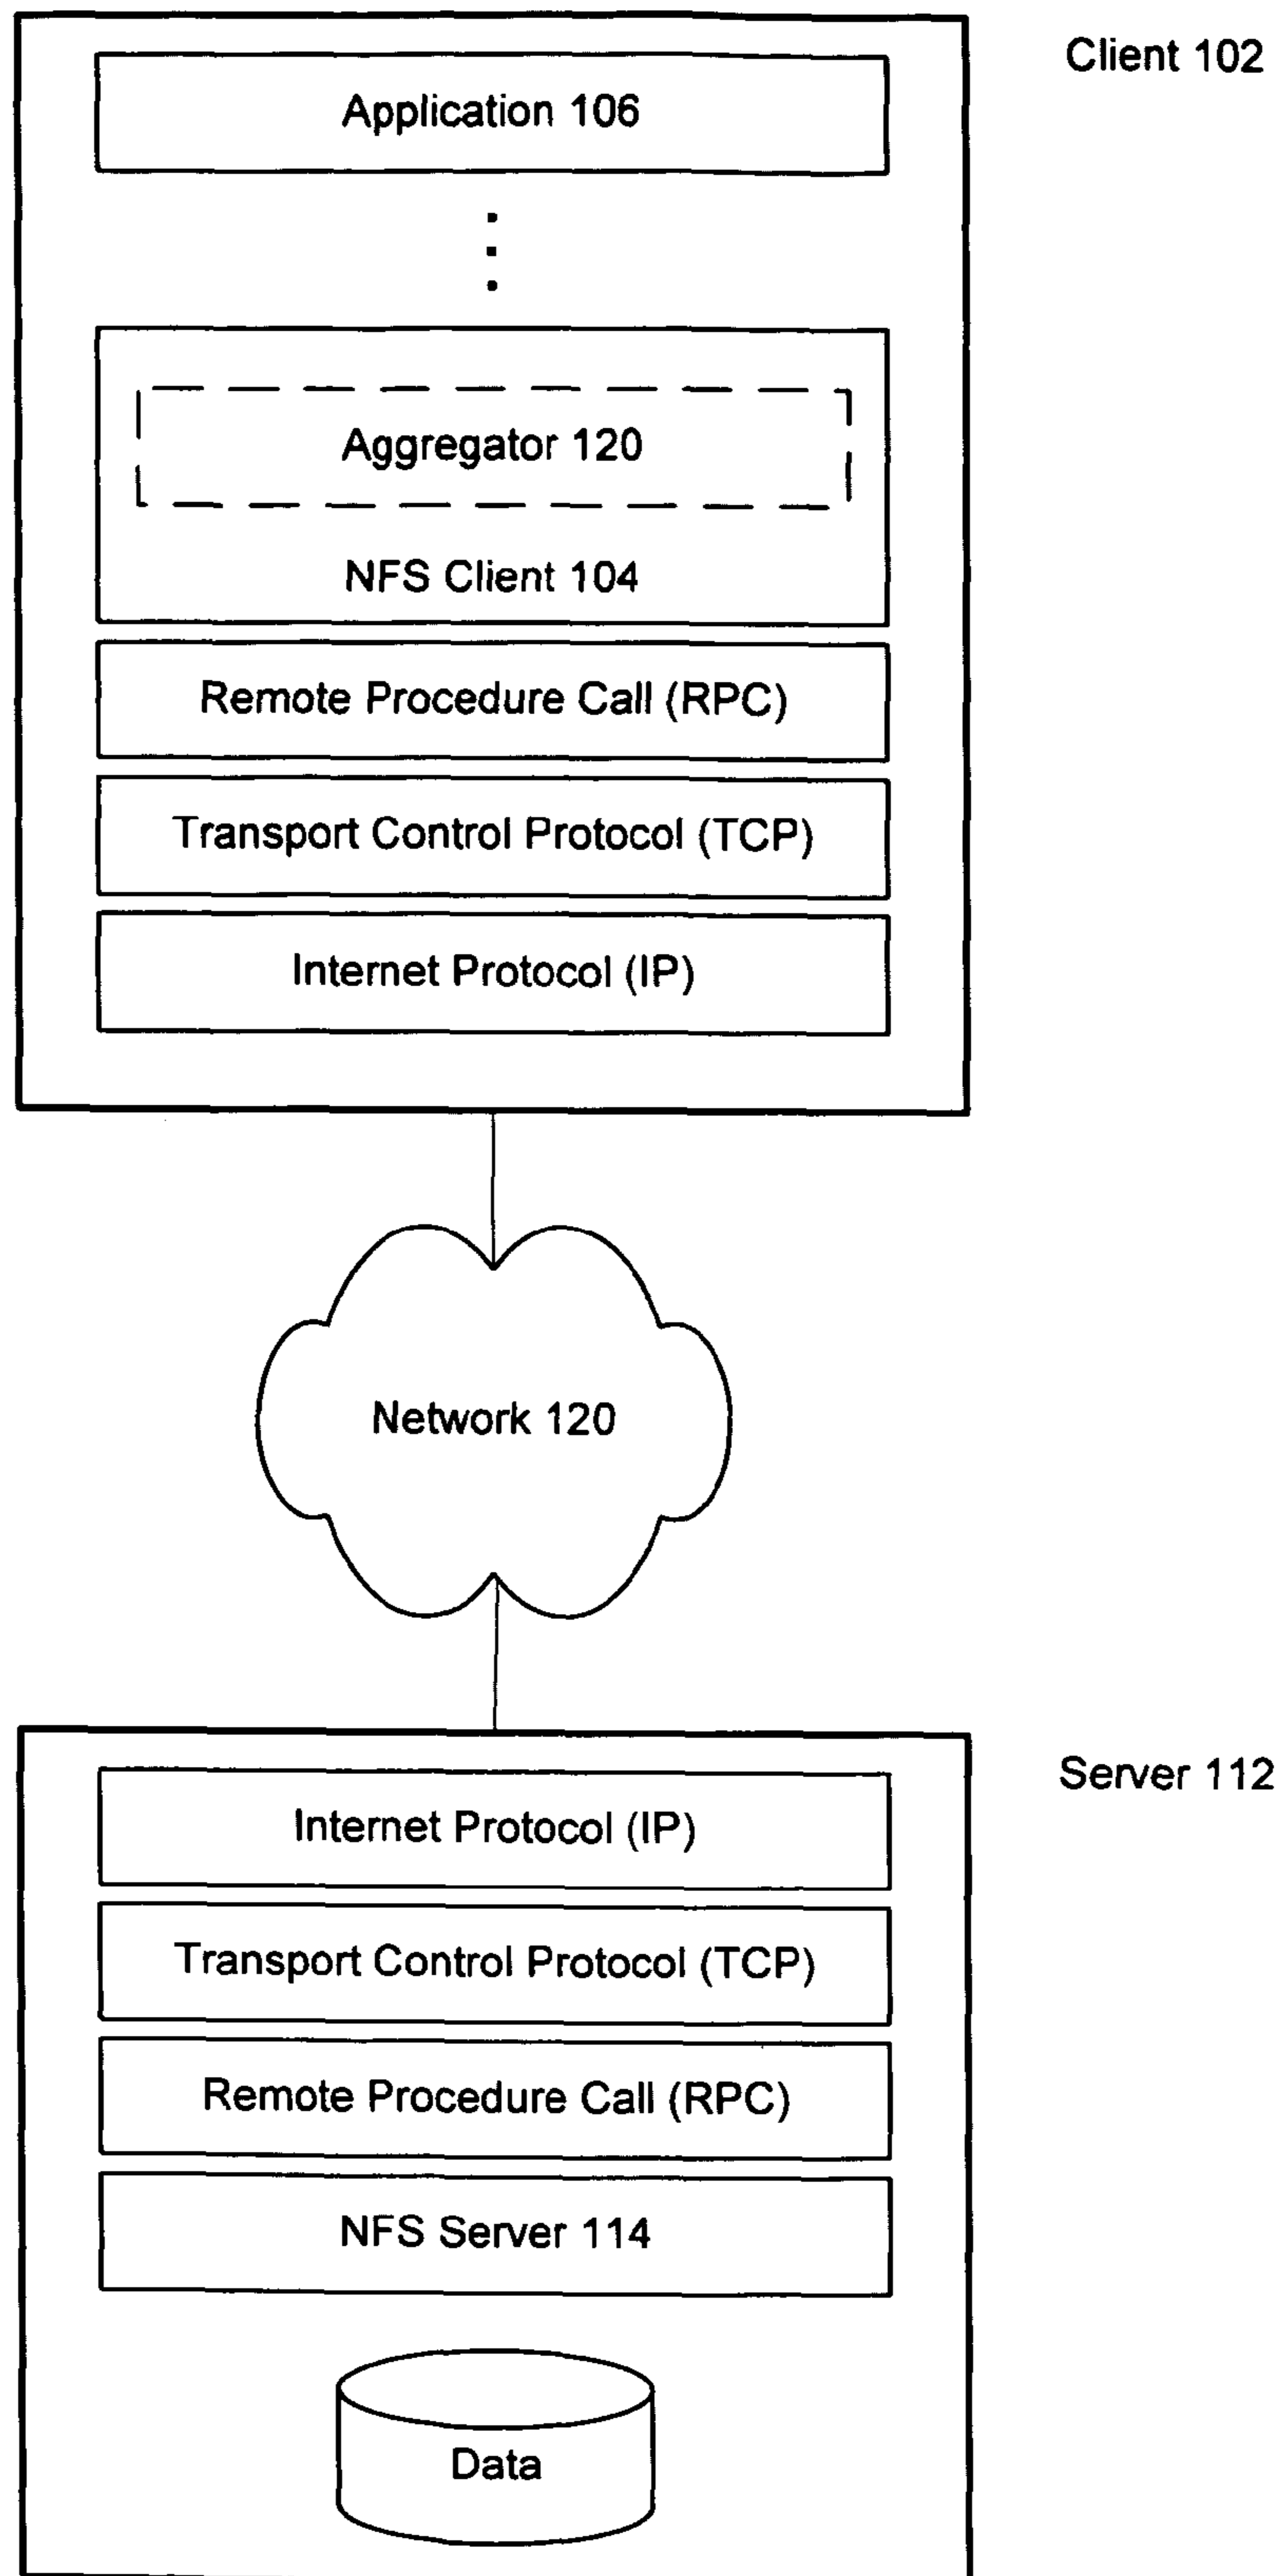 Client 102
Application 106
Aggregator 120
NFS Client 104
Remote Procedure Call (RPC)
Transport Control Protocol (TCP)
Internet Protocol (IP)
Network 120
Server 112
Internet Protocol (IP)
Transport Control Protocol (TCP)
Remote Procedure Call (RPC)
NFS Server 114
Data